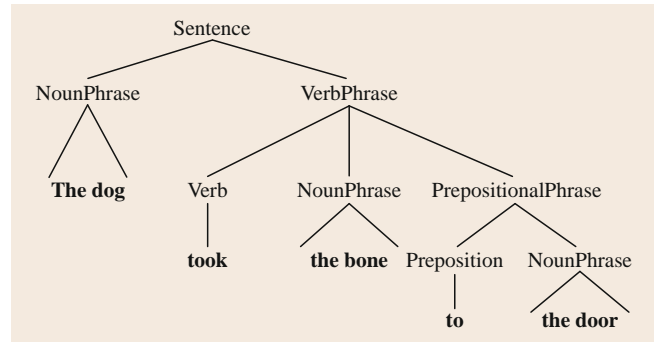 Sentence
NounPhrase VerbPhrase
The dog Verb NounPhrase PrepositionalPhrase
took the bone Preposition NounPhrase
to the door